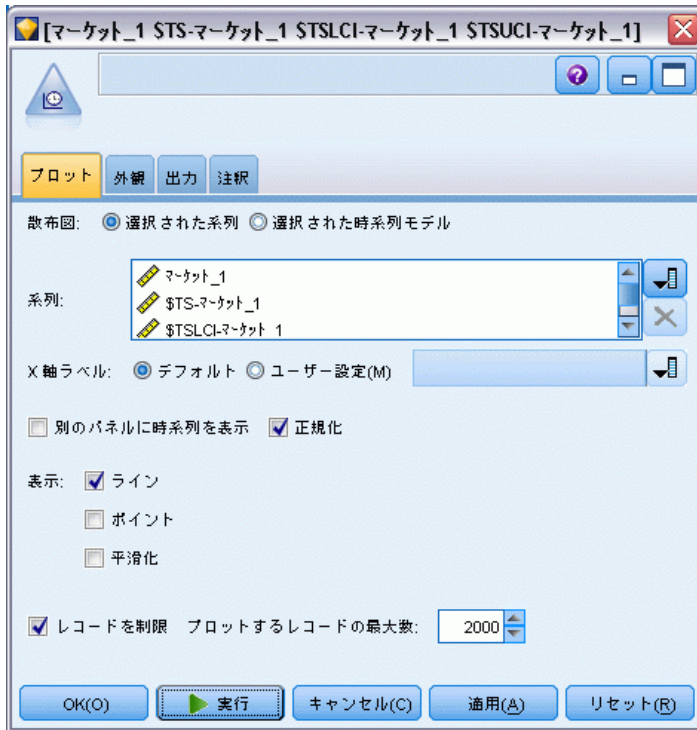 [マーケット_1 $TS-マーケット_1 $TSLCI-マーケット_1 $TSUCI-マーケット_1]
プロット 外観 出力 注釈
散布図: 選択された系列 選択された時系列モデル
系列:
マーケット_1
$TS-マーケット_1
$TSLCI-マーケット_1
X 軸ラベル: デフォルト ユーザー設定(M)
別のパネルに時系列を表示 正規化
表示: ライン
ポイント
平滑化
レコードを制限 プロットするレコードの最大数: 2000
OK(O) 実行 キャンセル(C) 適用(A) リセット(R)